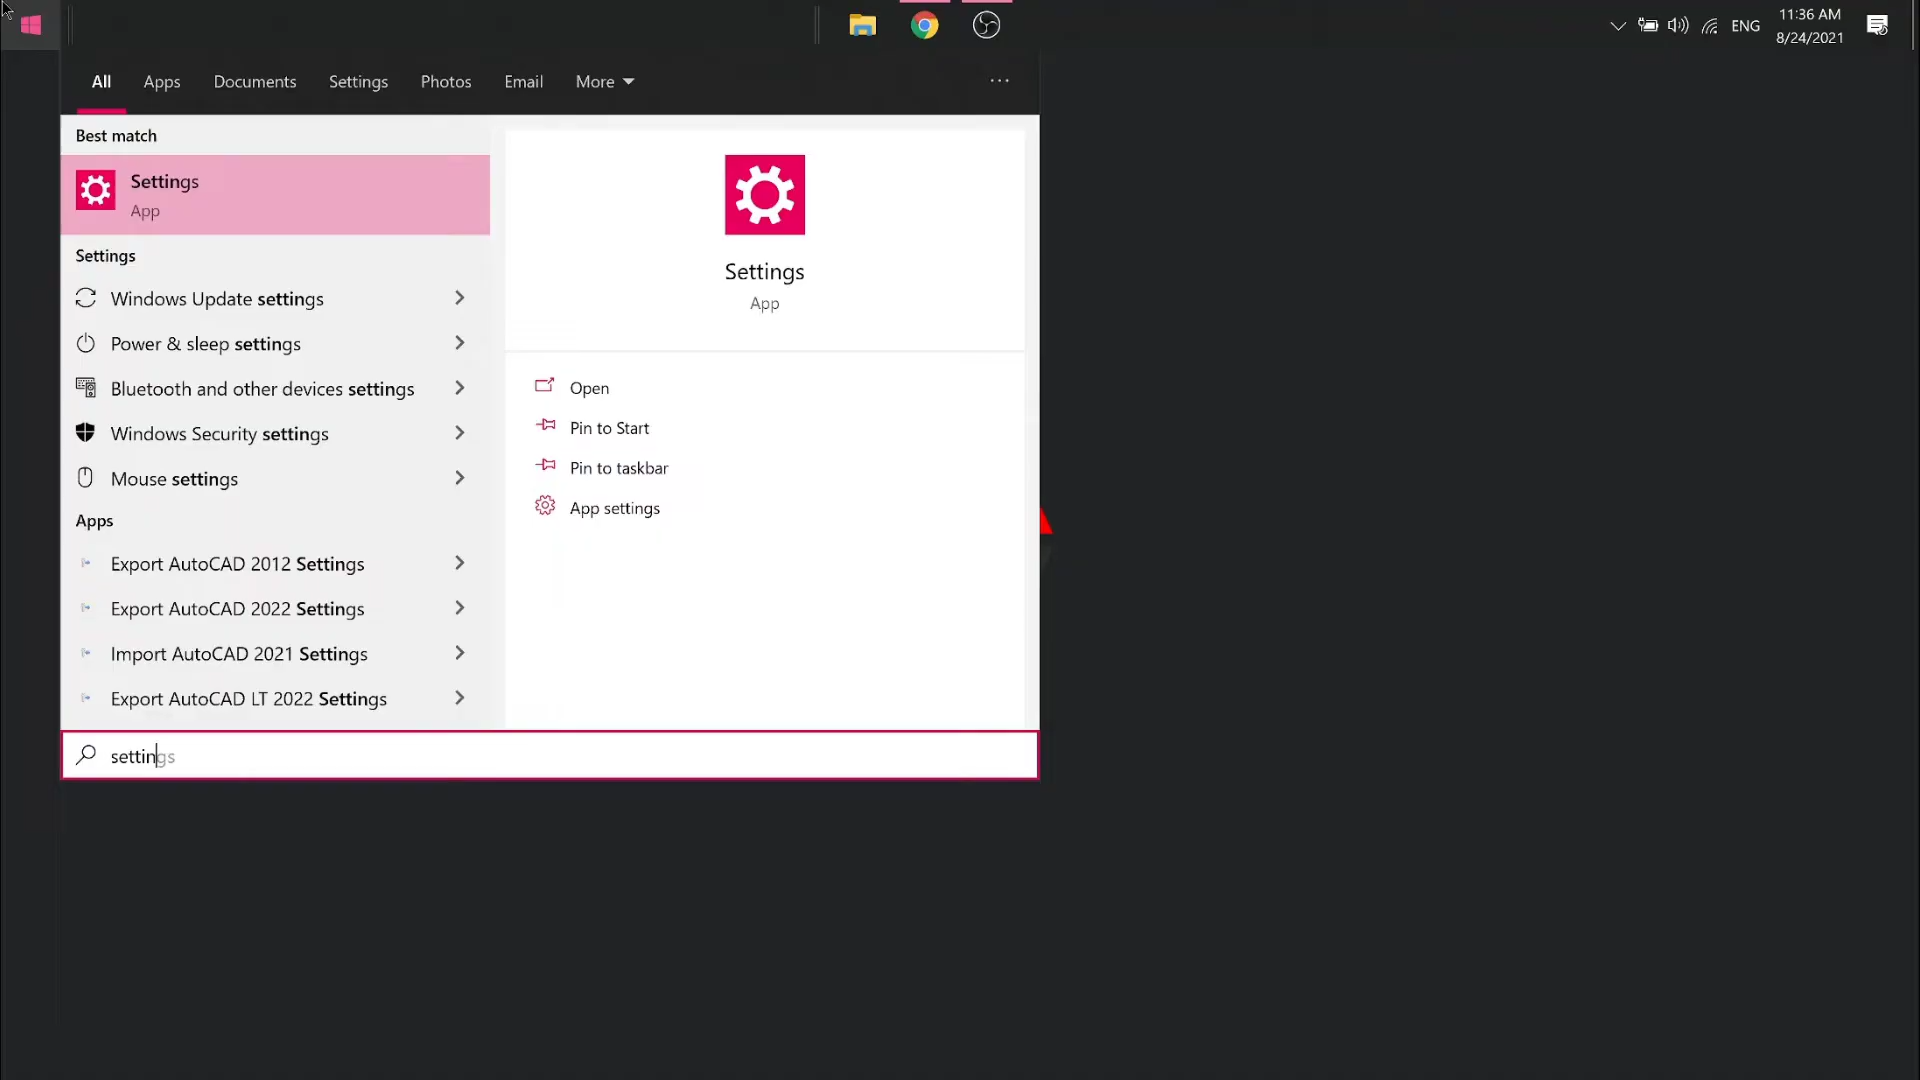 ENG
11:36 AM
8/24/2021
All Apps Documents Settings Photos Email More
Best match
Settings
App
Settings
Windows Update settings
Power & sleep settings
Bluetooth and other devices settings
Windows Security settings
Mouse settings
Apps
Export AutoCAD 2012 Settings
Export AutoCAD 2022 Settings
Import AutoCAD 2021 Settings
Export AutoCAD LT 2022 Settings
Settings
App
Open
Pin to Start
Pin to taskbar
App settings
settings